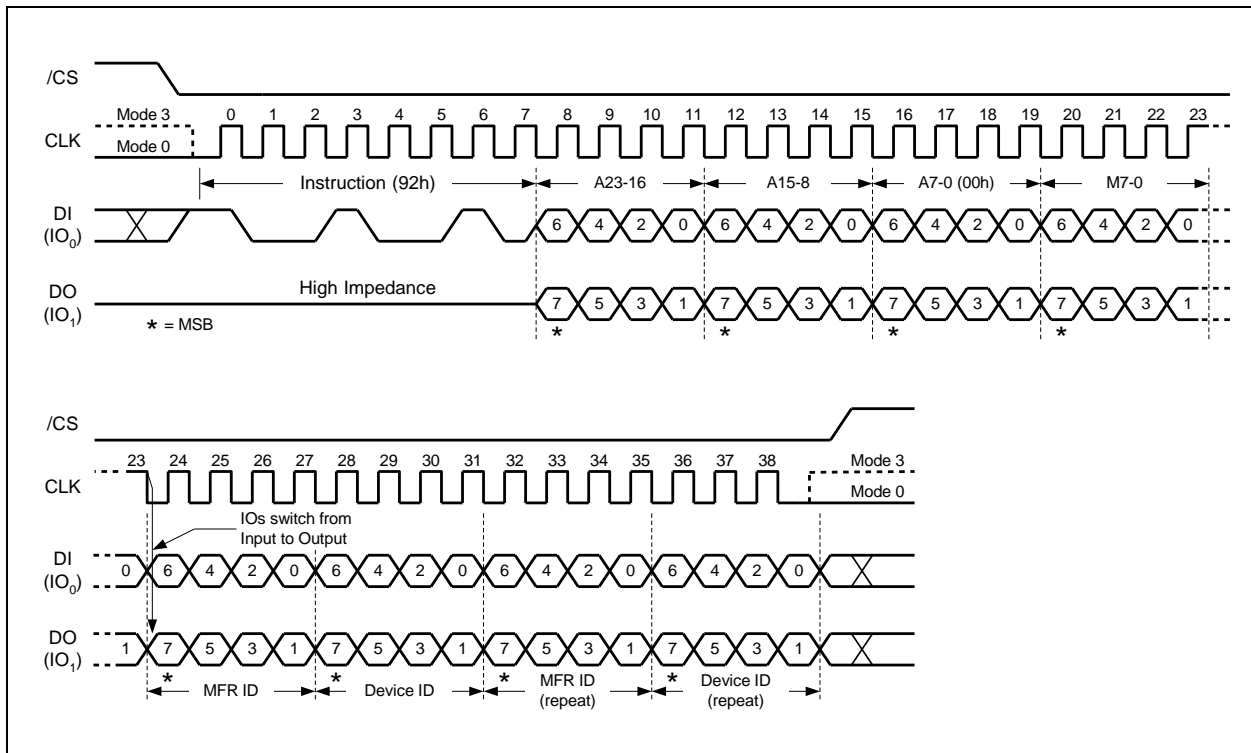 /CS
Mode 3 0 1 2 3 4 5 6 7 8 9 10 11 12 13 14 15 16 17 18 19 20 21 22 23
CLK
Mode 0
Instruction (92h) A23-16 A15-8 A7-0 (00h) M7-0
DI
(IO0) 6 4 2 0 6 4 2 0 6 4 2 0 6 4 2 0
High Impedance
DO
(IO1) 7 5 3 1 7 5 3 1 7 5 3 1 7 5 3 1
* = MSB * * * *
/CS
23 24 25 26 27 28 29 30 31 32 33 34 35 36 37 38 Mode 3
CLK
Mode 0
IOs switch from
Input to Output
DI
(IO0) 0 6 4 2 0 6 4 2 0 6 4 2 0 6 4 2 0
DO
(IO1) 1 7 5 3 1 7 5 3 1 7 5 3 1 7 5 3 1
* * * *
MFR ID Device ID MFR ID Device ID
(repeat) (repeat)